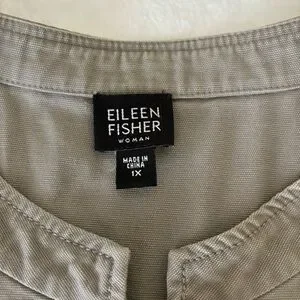 EILEEN
FISHER
WOMAN
MADE IN
CHINA
1X